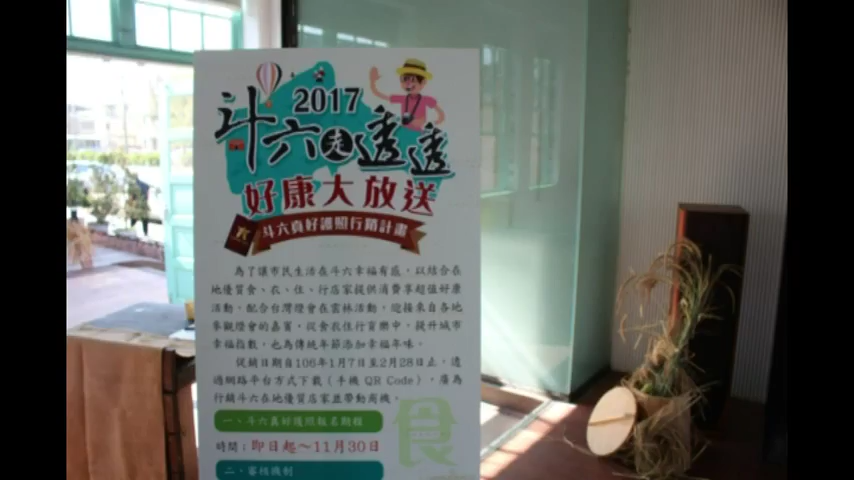 2017
斗六透透
好康大放送
斗六真好護照行銷計畫
為了讓市民生活在斗六幸福有感,以結合在
地優質食、衣、住、行店家提供消費享超值好康
活動,配合台灣燈會在雲林活動,迎接來自各地
參觀燈會的嘉賓,從食衣住行育樂中,提升城市
幸福指數,也為傳統年節添加幸福年味。
促銷日期自106年1月7日至2月28日止,透
過網路平台方式下載(手機 QR Code),廣為
行銷斗六在地優質店家並帶動商機。
一、斗六真好護照報名期程
時間:即日起~11月30日
二、審核機制
食